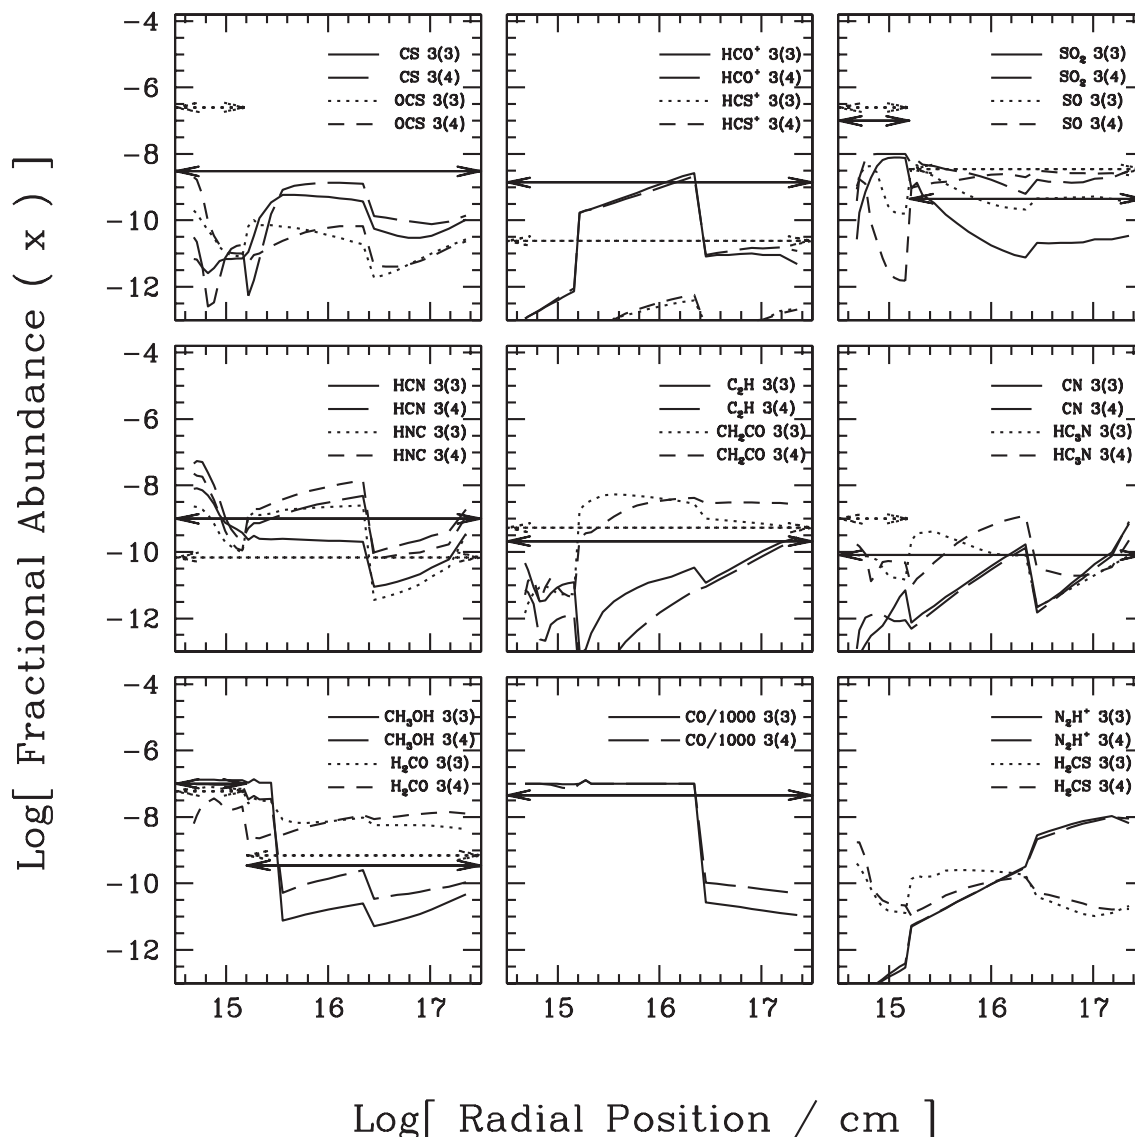 Log[ Fractional Abundance ( x ) ]
−4
−6
−8
−10
−12
CS 3(3)
CS 3(4)
OCS 3(3)
OCS 3(4)
HCO⁺ 3(3)
HCO⁺ 3(4)
HCS⁺ 3(3)
HCS⁺ 3(4)
SO₂ 3(3)
SO₂ 3(4)
SO 3(3)
SO 3(4)
−4
−6
−8
−10
−12
HCN 3(3)
HCN 3(4)
HNC 3(3)
HNC 3(4)
C₂H 3(3)
C₂H 3(4)
CH₂CO 3(3)
CH₂CO 3(4)
CN 3(3)
CN 3(4)
HC₃N 3(3)
HC₃N 3(4)
−4
−6
−8
−10
−12
CH₃OH 3(3)
CH₃OH 3(4)
H₂CO 3(3)
H₂CO 3(4)
CO/1000 3(3)
CO/1000 3(4)
N₂H⁺ 3(3)
N₂H⁺ 3(4)
H₂CS 3(3)
H₂CS 3(4)
15 16 17
15 16 17
15 16 17
Log[ Radial Position / cm ]